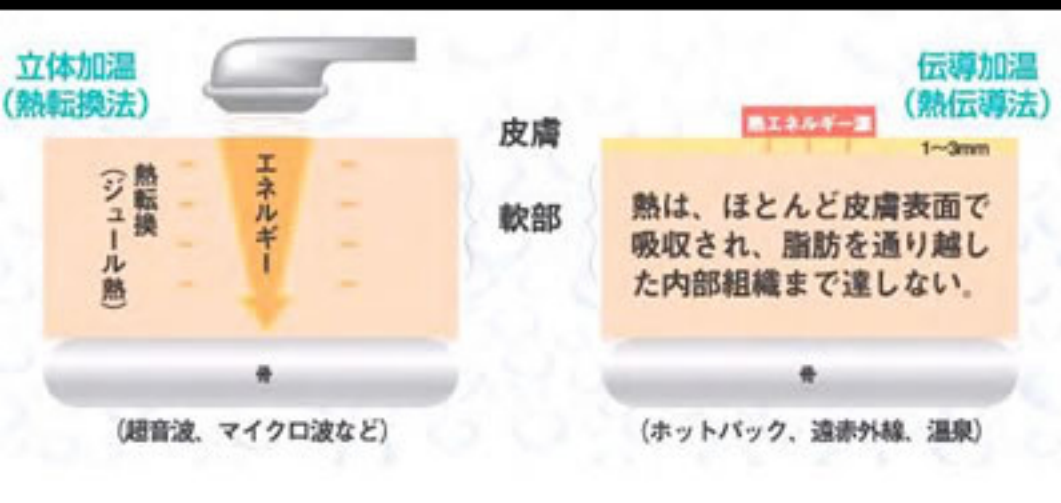 立体加温
(熱転換法)
熱転換
(ジュール熱)
エネルギー
骨
(超音波、マイクロ波など)
皮膚
軟部
伝導加温
(熱伝導法)
熱エネルギー源
1〜3mm
熱は、ほとんど皮膚表面で
吸収され、脂肪を通り越し
た内部組織まで達しない。
骨
(ホットパック、遠赤外線、温泉)